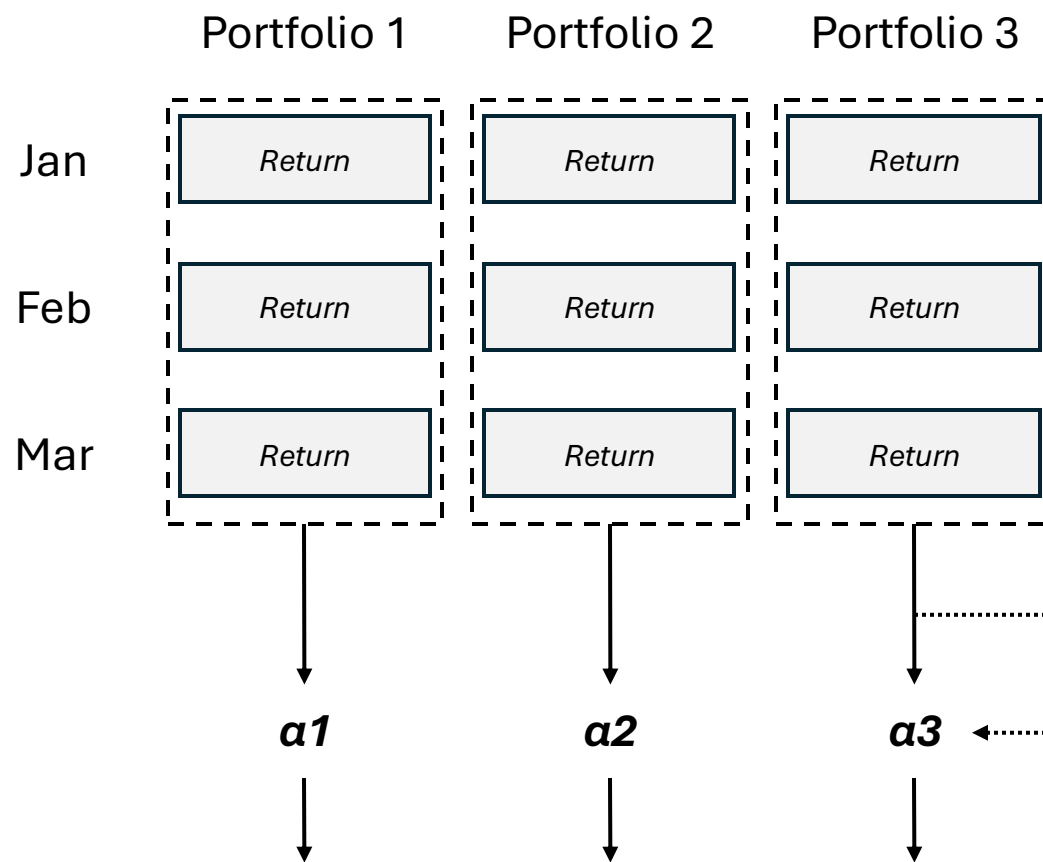 Portfolio 1 Portfolio 2 Portfolio 3
Jan Return Return Return
Feb Return Return Return
Mar Return Return Return
α1 α2 α3